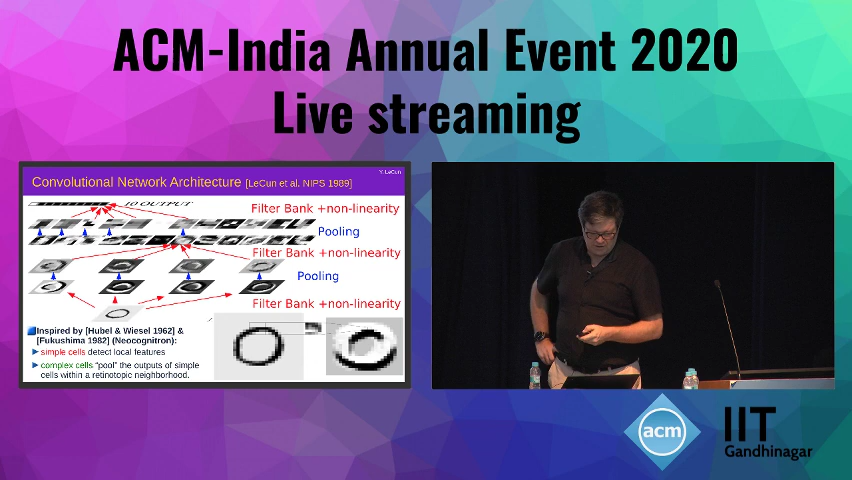 ACM-India Annual Event 2020
Live streaming
Y. LeCun
Convolutional Network Architecture [LeCun et al. NIPS 1989]
10 OUTPUT
Filter Bank +non-linearity
Pooling
Filter Bank +non-linearity
Pooling
Filter Bank +non-linearity
Inspired by [Hubel & Wiesel 1962] &
[Fukushima 1982] (Neocognitron):
simple cells detect local features
complex cells "pool" the outputs of simple
cells within a retinotopic neighborhood.
acm
IIT
Gandhinagar